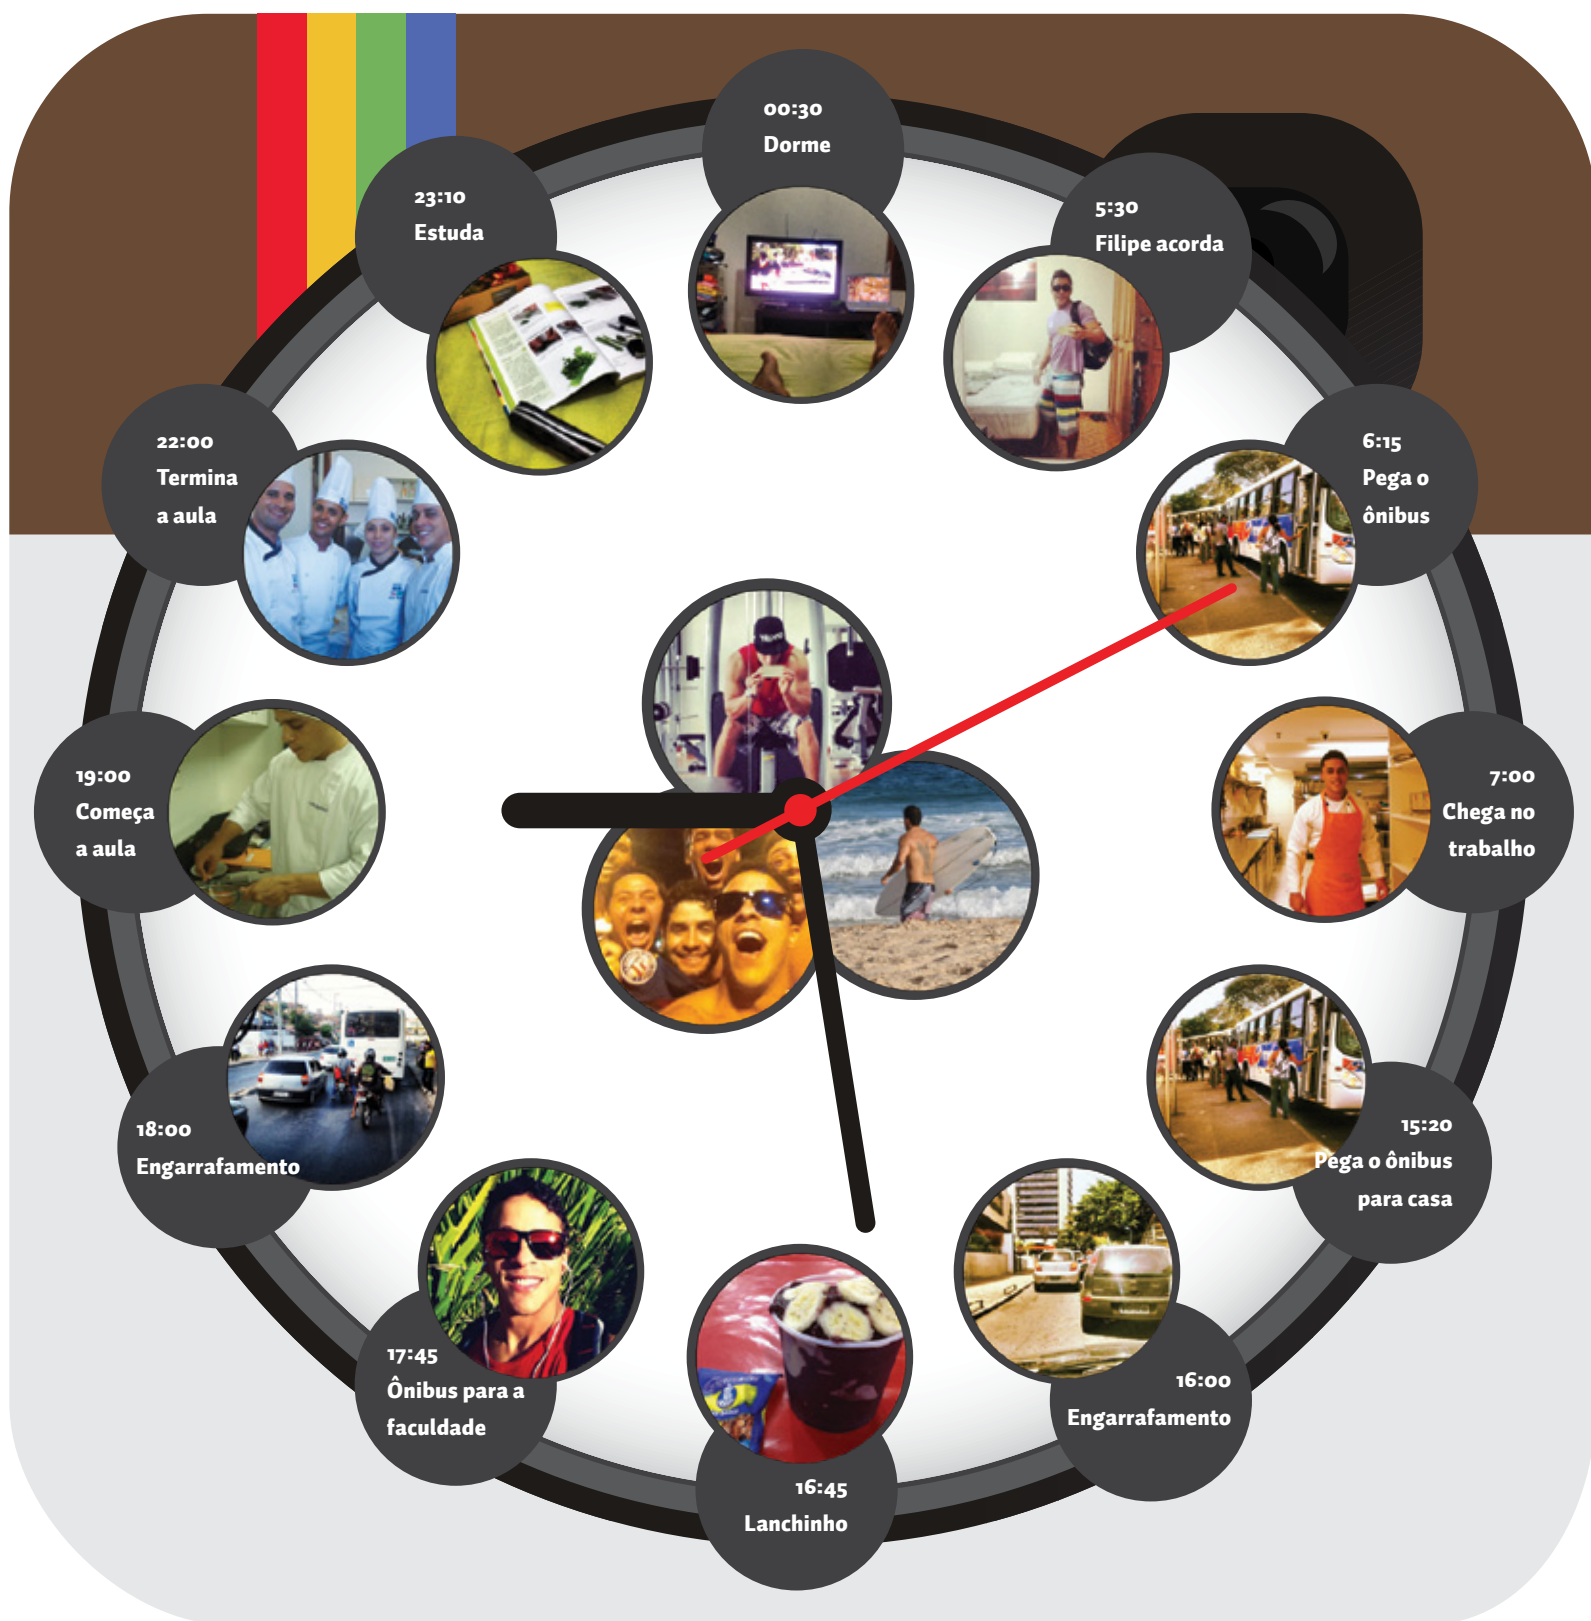 00:30
Dorme
5:30
Filipe acorda
6:15
Pega o
ônibus
7:00
Chega no
trabalho
15:20
Pega o ônibus
para casa
16:00
Engarrafamento
16:45
Lanchinho
17:45
Ônibus para a
faculdade
18:00
Engarrafamento
19:00
Começa
a aula
22:00
Termina
a aula
23:10
Estuda